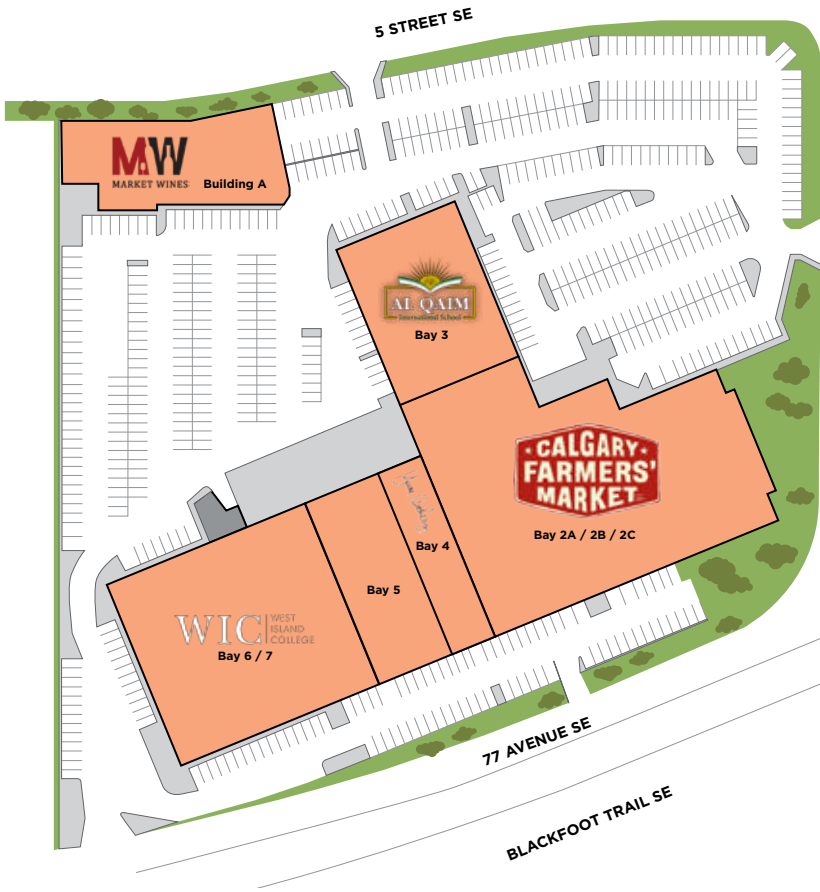 5 STREET SE
MW
MARKET WINES
Building A
AL QAIM
International School
Bay 3
CALGARY
FARMERS'
MARKET
Bay 2A / 2B / 2C
Bay 4
Bay 5
WIC
WEST
ISLAND
COLLEGE
Bay 6 / 7
77 AVENUE SE
BLACKFOOT TRAIL SE